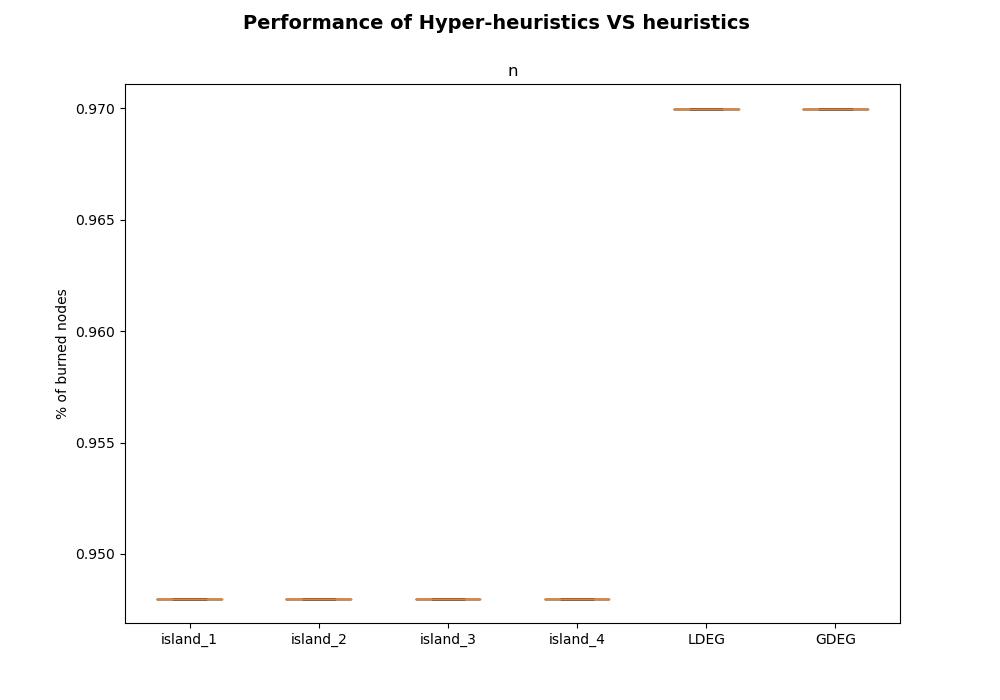 Performance of Hyper-heuristics VS heuristics
n
% of burned nodes
0.970
0.965
0.960
0.955
0.950
island_1
island_2
island_3
island_4
LDEG
GDEG